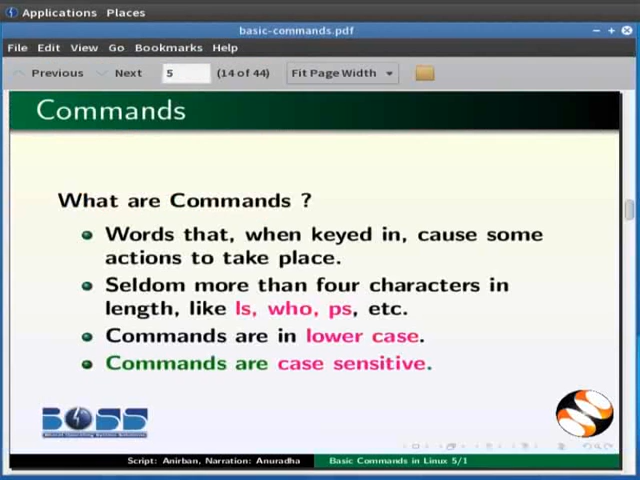 Applications Places
basic-commands.pdf
File Edit View Go Bookmarks Help
Previous Next 5 (14 of 44) Fit Page Width
Commands
What are Commands ?
Words that, when keyed in, cause some
actions to take place.
Seldom more than four characters in
length, like ls, who, ps, etc.
Commands are in lower case.
Commands are case sensitive.
BOSS
Script: Anirban, Narration: Anuradha Basic Commands in Linux 5/1